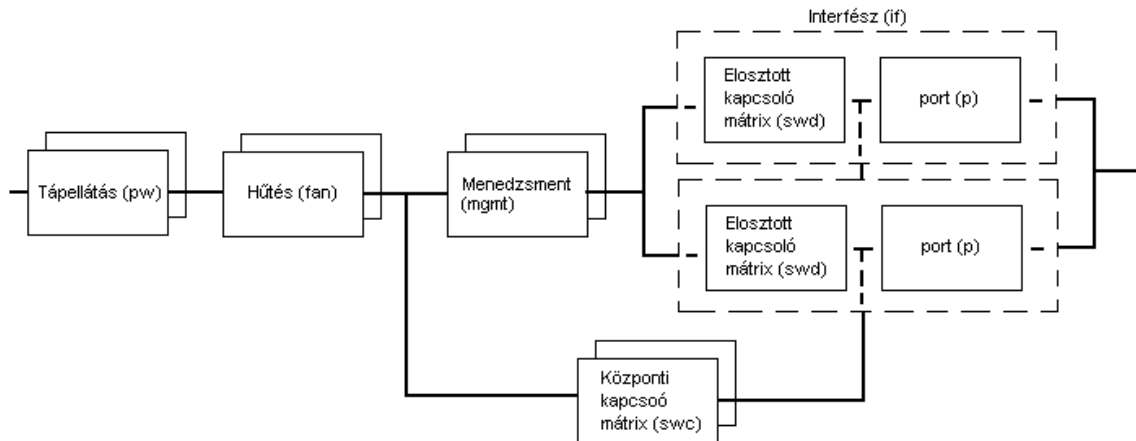 Interfész (if)
Elosztott
kapcsoló
mátrix (swd)
port (p)
Tápellátás (pw)
Hűtés (fan)
Menedzsment
(mgmt)
Elosztott
kapcsoló
mátrix (swd)
port (p)
Központi
kapcsoó
mátrix (swc)